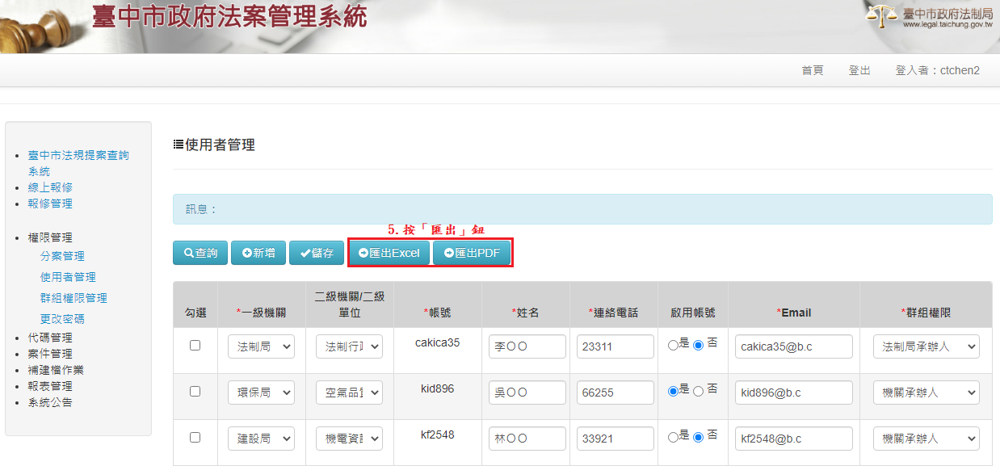 臺中市政府法案管理系統
臺中市政府法制局
www.legal.taichung.gov.tw
首頁 登出 登入者：ctchen2
臺中市法規提案查詢
系統
線上報修
報修管理
權限管理
分案管理
使用者管理
群組權限管理
更改密碼
代碼管理
案件管理
補建檔作業
報表管理
系統公告
使用者管理
訊息：
5.按「匯出」鈕
查詢 新增 儲存 匯出Excel 匯出PDF
勾選 *一級機關 二級機關/二級單位 *帳號 *姓名 *連絡電話 啟用帳號 *Email *群組權限
法制局 法制行 cakica35 李〇〇 23311 是 否 cakica35@b.c 法制局承辦人
環保局 空氣品 kid896 吳〇〇 66255 是 否 kid896@b.c 機關承辦人
建設局 機電資 kf2548 林〇〇 33921 是 否 kf2548@b.c 機關承辦人